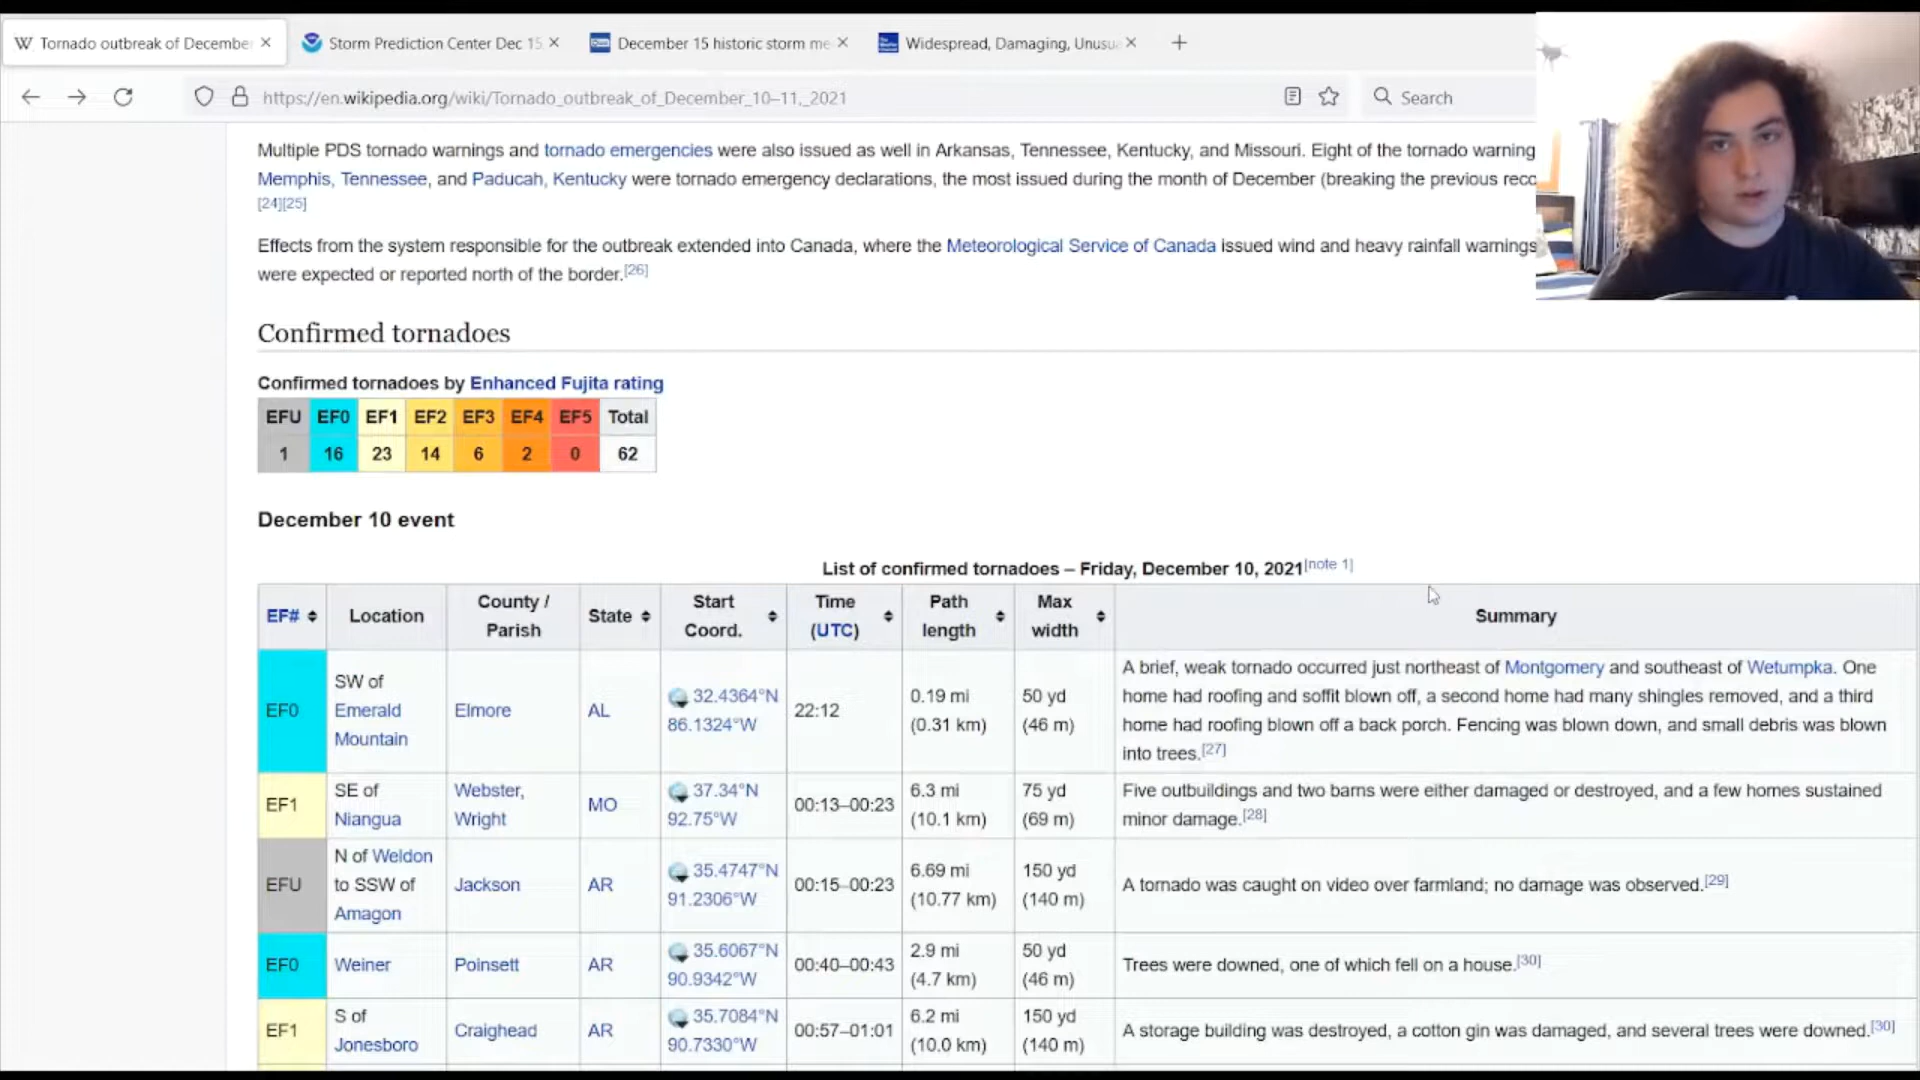 W Tornado outbreak of December
Storm Prediction Center Dec 15
December 15 historic storm me
Widespread, Damaging, Unusu
https://en.wikipedia.org/wiki/Tornado_outbreak_of_December_10–11,_2021
Search
Multiple PDS tornado warnings and tornado emergencies were also issued as well in Arkansas, Tennessee, Kentucky, and Missouri. Eight of the tornado warning
Memphis, Tennessee, and Paducah, Kentucky were tornado emergency declarations, the most issued during the month of December (breaking the previous reco
[24][25]
Effects from the system responsible for the outbreak extended into Canada, where the Meteorological Service of Canada issued wind and heavy rainfall warnings
were expected or reported north of the border.[26]
Confirmed tornadoes
Confirmed tornadoes by Enhanced Fujita rating
EFU EF0 EF1 EF2 EF3 EF4 EF5 Total
1 16 23 14 6 2 0 62
December 10 event
List of confirmed tornadoes – Friday, December 10, 2021[note 1]
EF# Location County / Parish State Start Coord. Time (UTC) Path length Max width Summary
EF0 SW of Emerald Mountain Elmore AL 32.4364°N 86.1324°W 22:12 0.19 mi (0.31 km) 50 yd (46 m) A brief, weak tornado occurred just northeast of Montgomery and southeast of Wetumpka. One
home had roofing and soffit blown off, a second home had many shingles removed, and a third
home had roofing blown off a back porch. Fencing was blown down, and small debris was blown
into trees.[27]
EF1 SE of Niangua Webster, Wright MO 37.34°N 92.75°W 00:13–00:23 6.3 mi (10.1 km) 75 yd (69 m) Five outbuildings and two barns were either damaged or destroyed, and a few homes sustained
minor damage.[28]
EFU N of Weldon to SSW of Amagon Jackson AR 35.4747°N 91.2306°W 00:15–00:23 6.69 mi (10.77 km) 150 yd (140 m) A tornado was caught on video over farmland; no damage was observed.[29]
EF0 Weiner Poinsett AR 35.6067°N 90.9342°W 00:40–00:43 2.9 mi (4.7 km) 50 yd (46 m) Trees were downed, one of which fell on a house.[30]
EF1 S of Jonesboro Craighead AR 35.7084°N 90.7330°W 00:57–01:01 6.2 mi (10.0 km) 150 yd (140 m) A storage building was destroyed, a cotton gin was damaged, and several trees were downed.[30]